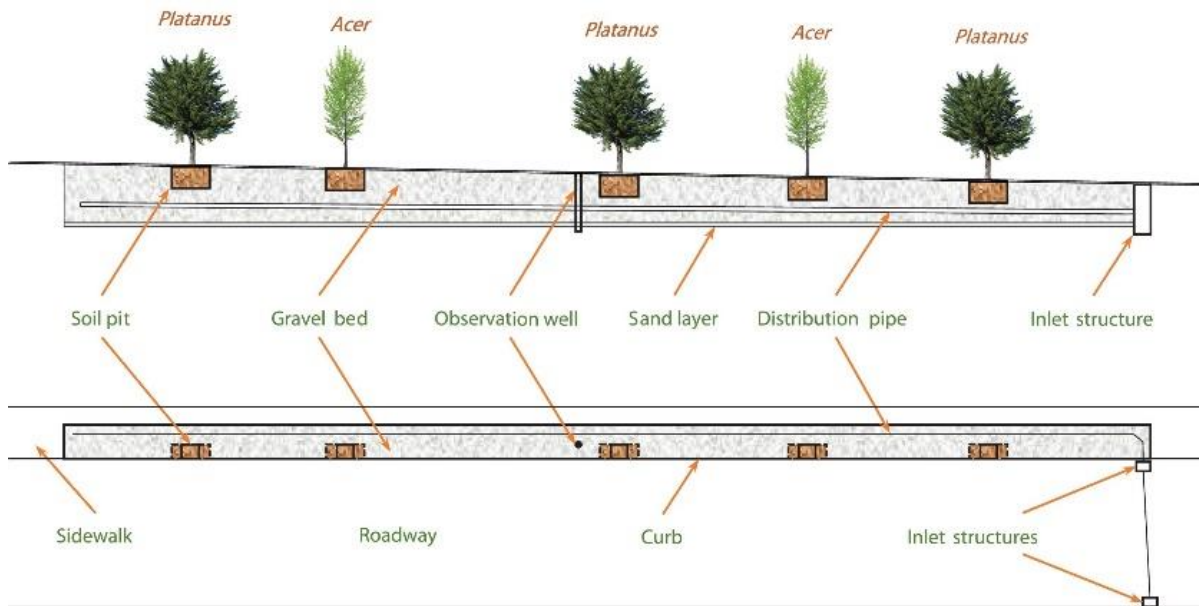 Platanus
Acer
Platanus
Acer
Platanus
Soil pit
Gravel bed
Observation well
Sand layer
Distribution pipe
Inlet structure
Sidewalk
Roadway
Curb
Inlet structures